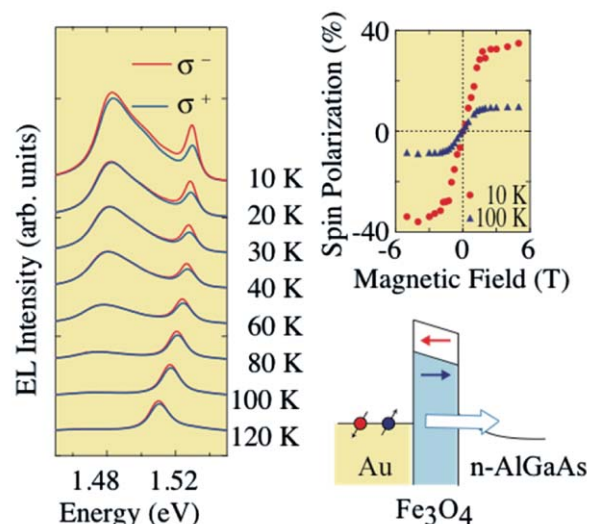 EL Intensity (arb. units)
σ⁻
σ⁺
10 K
20 K
30 K
40 K
60 K
80 K
100 K
120 K
1.48 1.52
Energy (eV)
Spin Polarization (%)
40
0
-40
10 K
100 K
-6 0 6
Magnetic Field (T)
Au
n-AlGaAs
Fe₃O₄